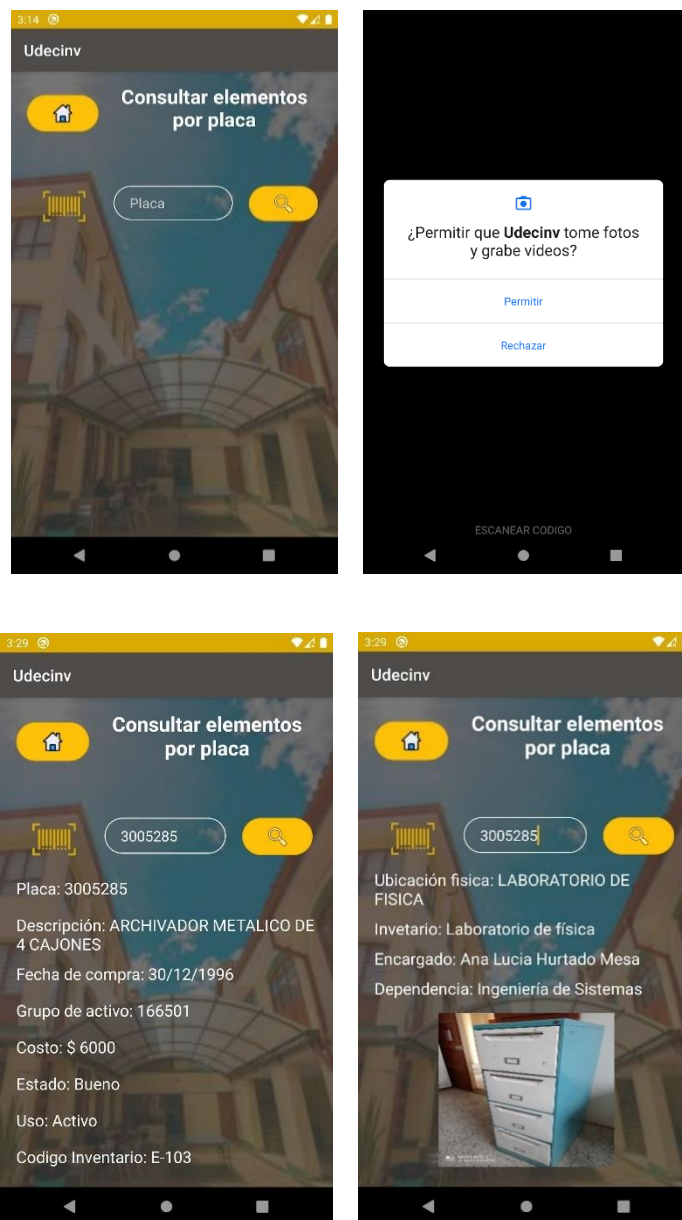 3:14
Udecinv
Consultar elementos
por placa
Placa
¿Permitir que Udecinv tome fotos
y grabe videos?
Permitir
Rechazar
ESCANEAR CODIGO
3:29
Udecinv
Consultar elementos
por placa
3005285
Placa: 3005285
Descripción: ARCHIVADOR METALICO DE
4 CAJONES
Fecha de compra: 30/12/1996
Grupo de activo: 166501
Costo: $ 6000
Estado: Bueno
Uso: Activo
Codigo Inventario: E-103
3:29
Udecinv
Consultar elementos
por placa
3005285
Ubicación fisica: LABORATORIO DE
FISICA
Invetario: Laboratorio de física
Encargado: Ana Lucia Hurtado Mesa
Dependencia: Ingeniería de Sistemas